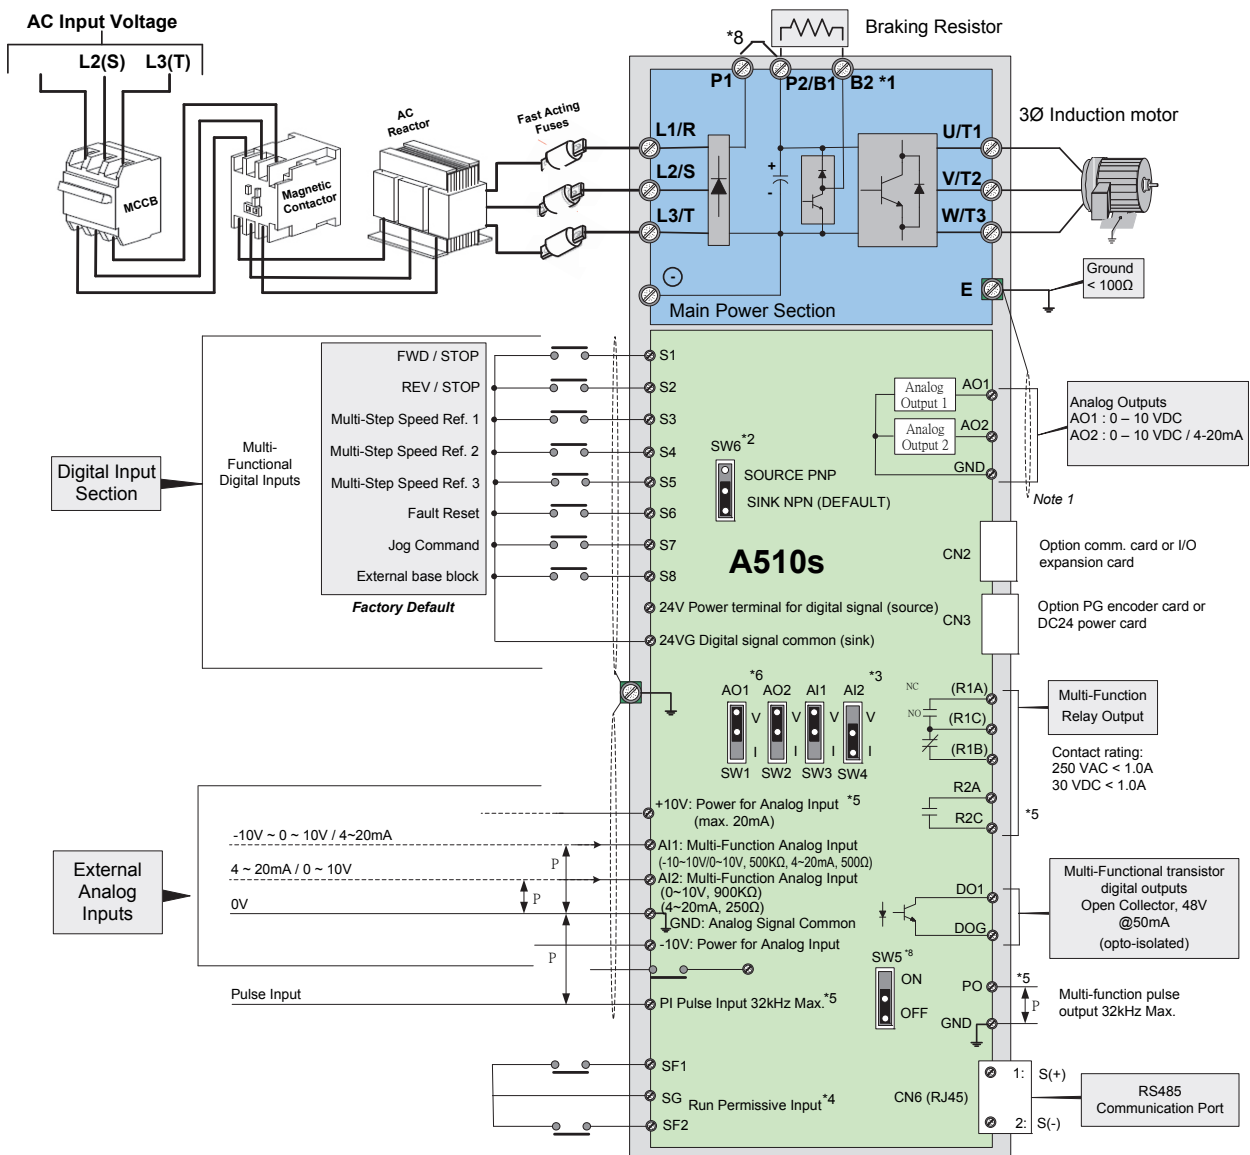 AC Input Voltage
L2(S)
L3(T)
MCCB
Magnetic
Contactor
AC
Reactor
Fast Acting
Fuses
*8
Braking Resistor
P1
P2/B1
B2 *1
L1/R
L2/S
L3/T
+
-
U/T1
V/T2
W/T3
3Ø Induction motor
-
E
Ground
< 100Ω
Main Power Section
Digital Input
Section
Multi-
Functional
Digital Inputs
FWD / STOP
REV / STOP
Multi-Step Speed Ref. 1
Multi-Step Speed Ref. 2
Multi-Step Speed Ref. 3
Fault Reset
Jog Command
External base block
Factory Default
S1
S2
S3
S4
S5
S6
S7
S8
24V Power terminal for digital signal (source)
24VG Digital signal common (sink)
SW6*2
SOURCE PNP
SINK NPN (DEFAULT)
A510s
Analog
Output 1
Analog
Output 2
AO1
AO2
GND
Analog Outputs
AO1 : 0 – 10 VDC
AO2 : 0 – 10 VDC / 4-20mA
Note 1
CN2
Option comm. card or I/O
expansion card
CN3
Option PG encoder card or
DC24 power card
*6
*3
AO1
AO2
AI1
AI2
V
V
V
V
I
I
I
I
SW1
SW2
SW3
SW4
NC
NO
(R1A)
(R1C)
(R1B)
R2A
R2C
*5
Multi-Function
Relay Output
Contact rating:
250 VAC < 1.0A
30 VDC < 1.0A
External
Analog
Inputs
-10V ~ 0 ~ 10V / 4~20mA
4 ~ 20mA / 0 ~ 10V
0V
P
P
P
+10V: Power for Analog Input *5
(max. 20mA)
AI1: Multi-Function Analog Input
(-10~10V/0~10V, 500KΩ, 4~20mA, 500Ω)
AI2: Multi-Function Analog Input
(0~10V, 900KΩ)
(4~20mA, 250Ω)
GND: Analog Signal Common
-10V: Power for Analog Input
Pulse Input
PI Pulse Input 32kHz Max.*5
SW5*8
ON
OFF
DO1
DOG
Multi-Functional transistor
digital outputs
Open Collector, 48V
@50mA
(opto-isolated)
PO
GND
*5
P
Multi-function pulse
output 32kHz Max.
SF1
SG
SF2
Run Permissive Input*4
CN6 (RJ45)
1:
S(+)
2:
S(-)
RS485
Communication Port